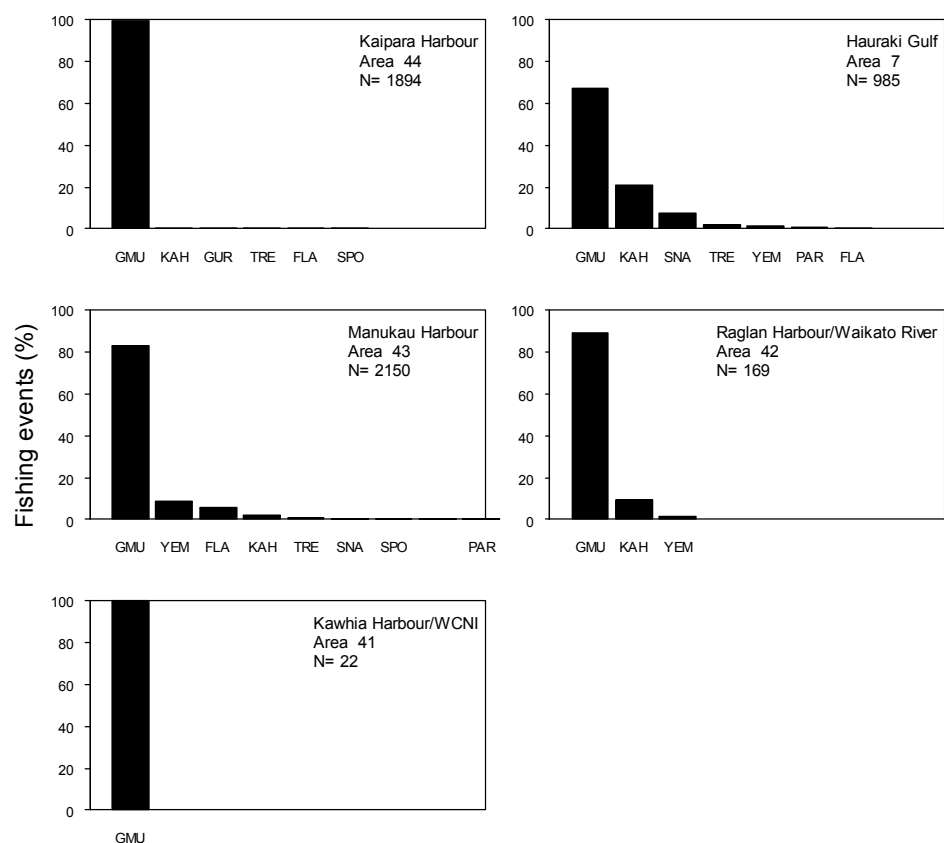 Fishing events (%)
100
80
60
40
20
0
Kaipara Harbour
Area 44
N= 1894
GMU KAH GUR TRE FLA SPO
100
80
60
40
20
0
Hauraki Gulf
Area 7
N= 985
GMU KAH SNA TRE YEM PAR FLA
100
80
60
40
20
0
Manukau Harbour
Area 43
N= 2150
GMU YEM FLA KAH TRE SNA SPO PAR
100
80
60
40
20
0
Raglan Harbour/Waikato River
Area 42
N= 169
GMU KAH YEM
100
80
60
40
20
0
Kawhia Harbour/WCNI
Area 41
N= 22
GMU